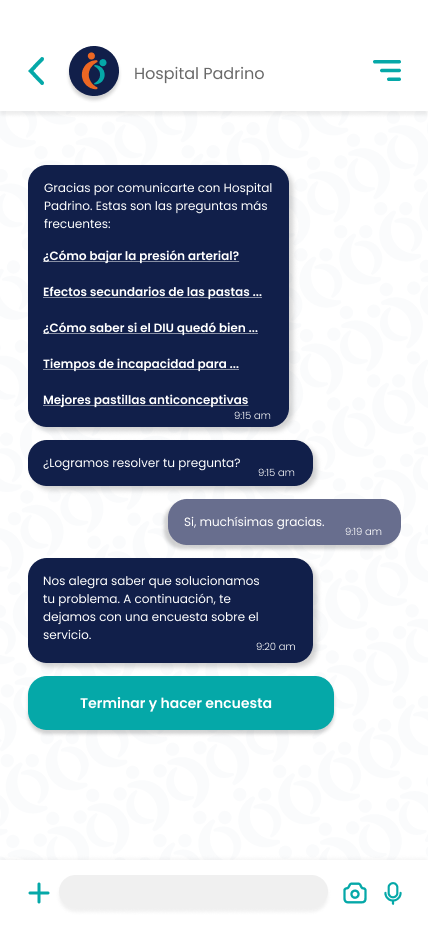 Hospital Padrino
Gracias por comunicarte con Hospital
Padrino. Estas son las preguntas más
frecuentes:
¿Cómo bajar la presión arterial?
Efectos secundarios de las pastas ...
¿Cómo saber si el DIU quedó bien ...
Tiempos de incapacidad para ...
Mejores pastillas anticonceptivas
9:15 am
¿Logramos resolver tu pregunta?
9:15 am
Si, muchísimas gracias.
9:19 am
Nos alegra saber que solucionamos
tu problema. A continuación, te
dejamos con una encuesta sobre el
servicio.
9:20 am
Terminar y hacer encuesta